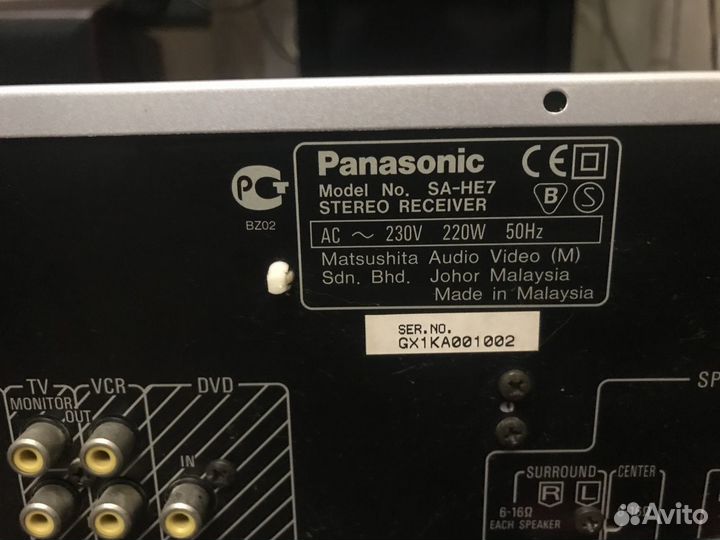 Panasonic
Model No. SA-HE7
STEREO RECEIVER
CE
B
S
РСТ
BZ02
AC ~ 230V 220W 50Hz
Matsushita Audio Video (M)
Sdn. Bhd. Johor Malaysia
Made in Malaysia
SER.NO.
GX1KA001002
TV VCR DVD
MONITOR
OUT
IN
SP
SURROUND CENTER
R L
6-16Ω
EACH SPEAKER
Avito